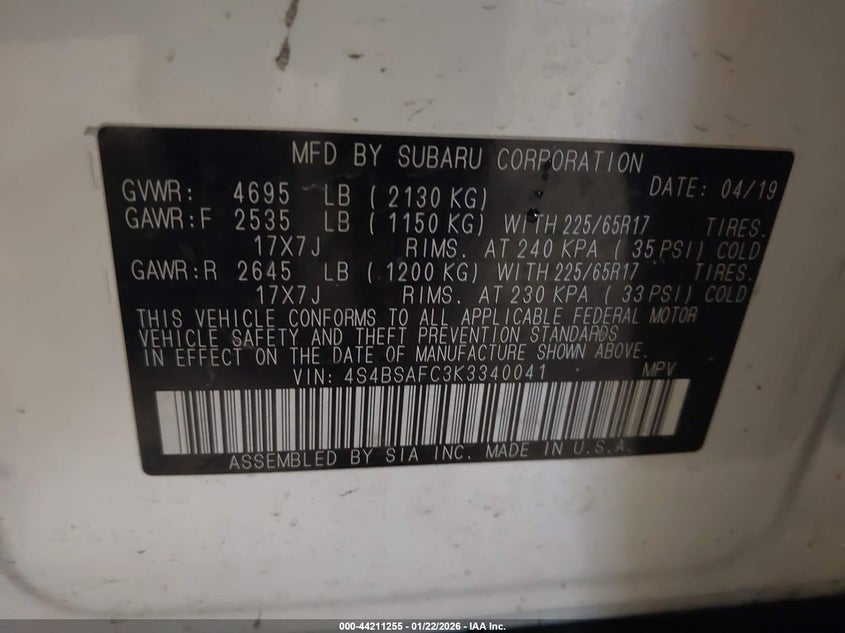 MFD BY SUBARU CORPORATION
GVWR: 4695 LB ( 2130 KG) DATE: 04/19
GAWR:F 2535 LB ( 1150 KG) WITH 225/65R17 TIRES.
17X7J RIMS. AT 240 KPA ( 35 PSI) COLD
GAWR:R 2645 LB ( 1200 KG) WITH 225/65R17 TIRES.
17X7J RIMS. AT 230 KPA ( 33 PSI) COLD
THIS VEHICLE CONFORMS TO ALL APPLICABLE FEDERAL MOTOR
VEHICLE SAFETY AND THEFT PREVENTION STANDARDS
IN EFFECT ON THE DATE OF MANUFACTURE SHOWN ABOVE.
VIN: 4S4BSAFC3K3340041 MPV
ASSEMBLED BY SIA INC. MADE IN U.S.A.
000-44211255 - 01/22/2026 - IAA Inc.